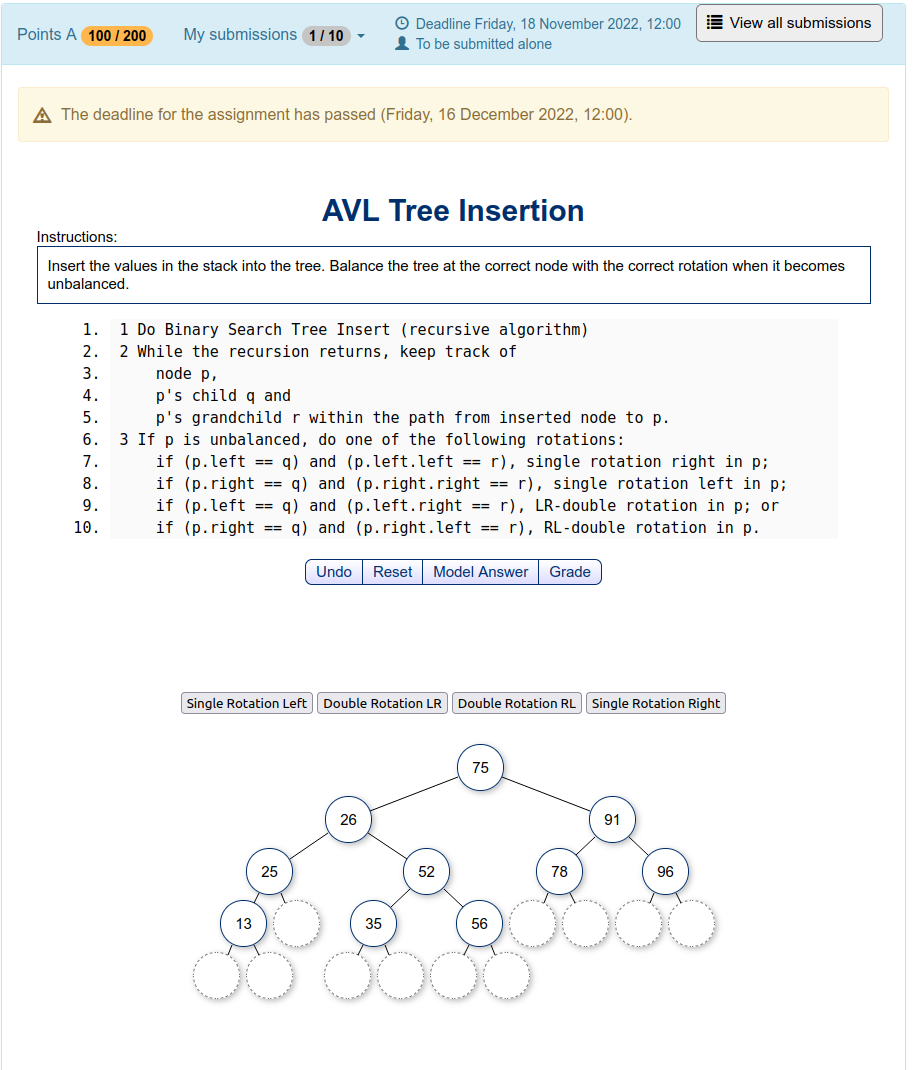 Points A 100 / 200 My submissions 1 / 10 Deadline Friday, 18 November 2022, 12:00 View all submissions
To be submitted alone
The deadline for the assignment has passed (Friday, 16 December 2022, 12:00).
AVL Tree Insertion
Instructions:
Insert the values in the stack into the tree. Balance the tree at the correct node with the correct rotation when it becomes
unbalanced.
1. 1 Do Binary Search Tree Insert (recursive algorithm)
2. 2 While the recursion returns, keep track of
3. node p,
4. p's child q and
5. p's grandchild r within the path from inserted node to p.
6. 3 If p is unbalanced, do one of the following rotations:
7. if (p.left == q) and (p.left.left == r), single rotation right in p;
8. if (p.right == q) and (p.right.right == r), single rotation left in p;
9. if (p.left == q) and (p.left.right == r), LR-double rotation in p; or
10. if (p.right == q) and (p.right.left == r), RL-double rotation in p.
Undo Reset Model Answer Grade
Single Rotation Left Double Rotation LR Double Rotation RL Single Rotation Right
75
26 91
25 52 78 96
13 35 56